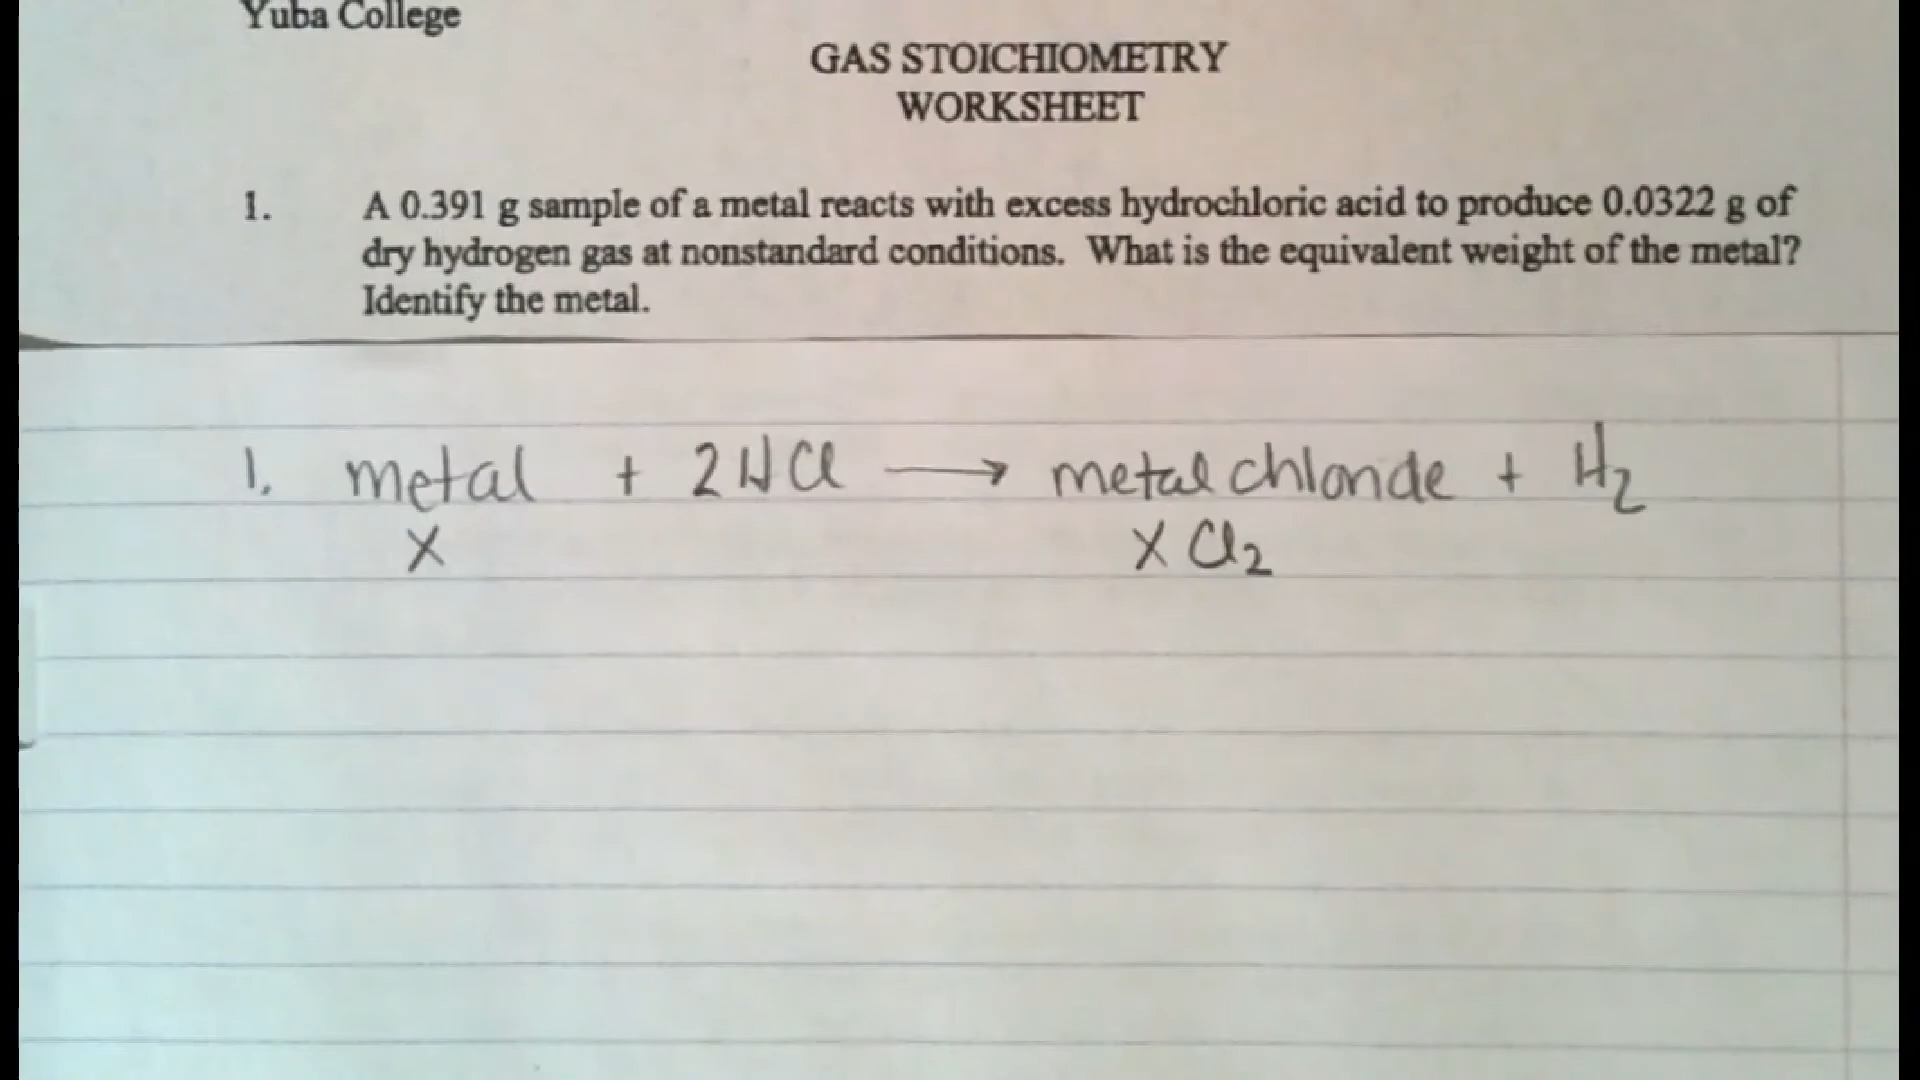 Yuba College
GAS STOICHIOMETRY
WORKSHEET
1. A 0.391 g sample of a metal reacts with excess hydrochloric acid to produce 0.0322 g of
dry hydrogen gas at nonstandard conditions. What is the equivalent weight of the metal?
Identify the metal.
1. metal + 2HCl → metal chloride + H₂
X XCl₂